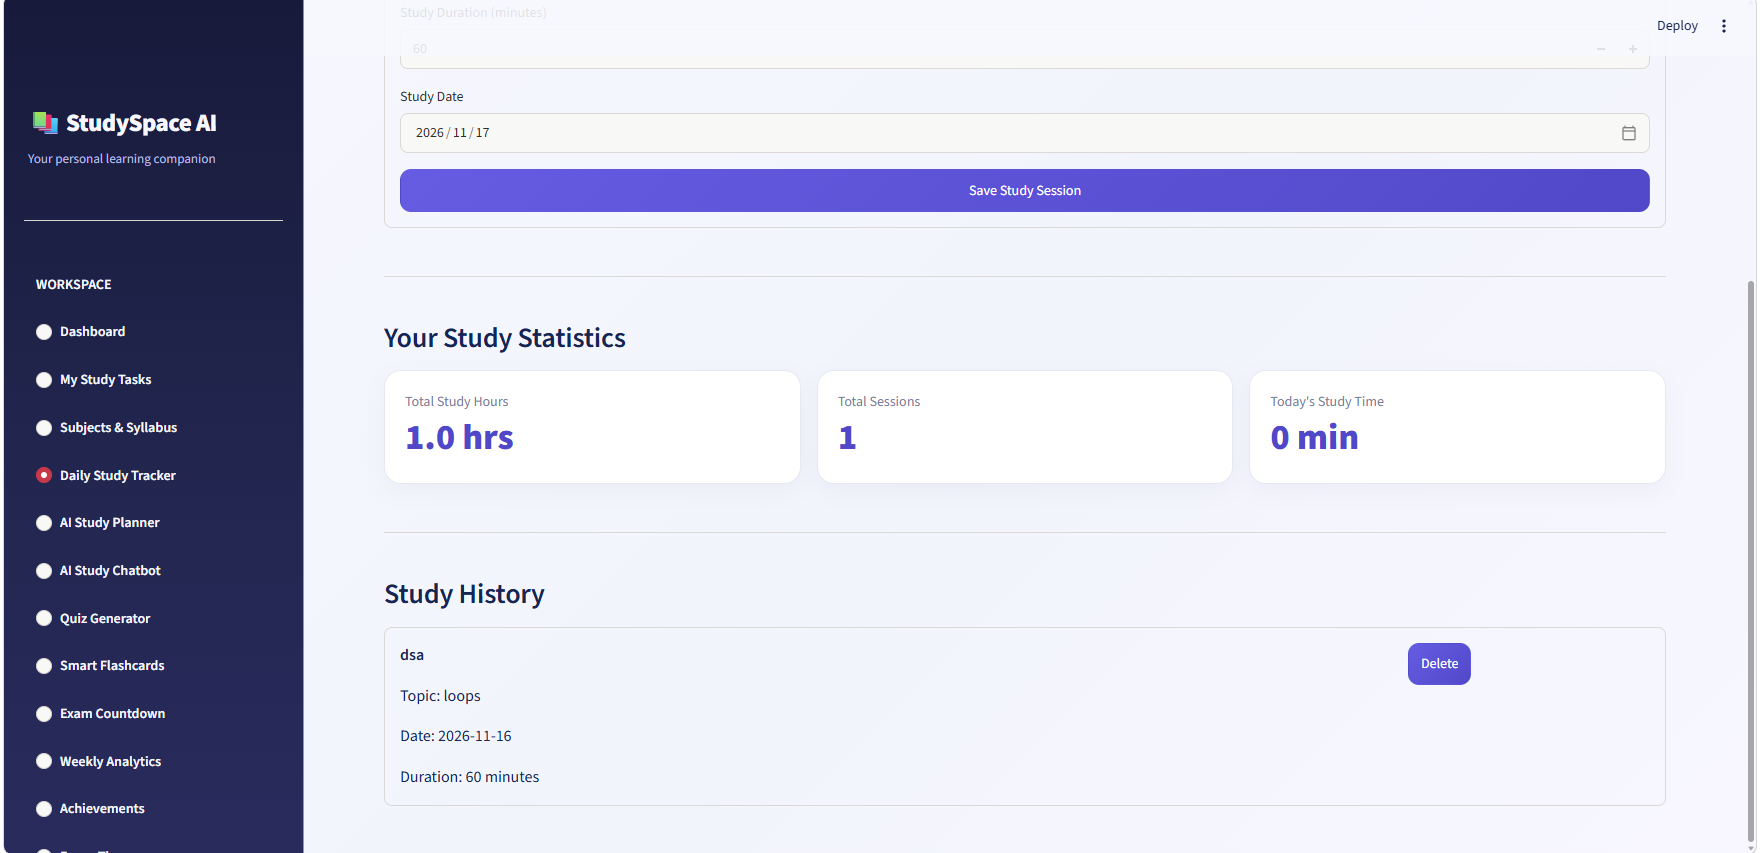 StudySpace AI
Your personal learning companion
WORKSPACE
Dashboard
My Study Tasks
Subjects & Syllabus
Daily Study Tracker
AI Study Planner
AI Study Chatbot
Quiz Generator
Smart Flashcards
Exam Countdown
Weekly Analytics
Achievements
Deploy
Study Duration (minutes)
60
Study Date
2026/11/17
Save Study Session
Your Study Statistics
Total Study Hours
1.0 hrs
Total Sessions
1
Today's Study Time
0 min
Study History
dsa
Delete
Topic: loops
Date: 2026-11-16
Duration: 60 minutes